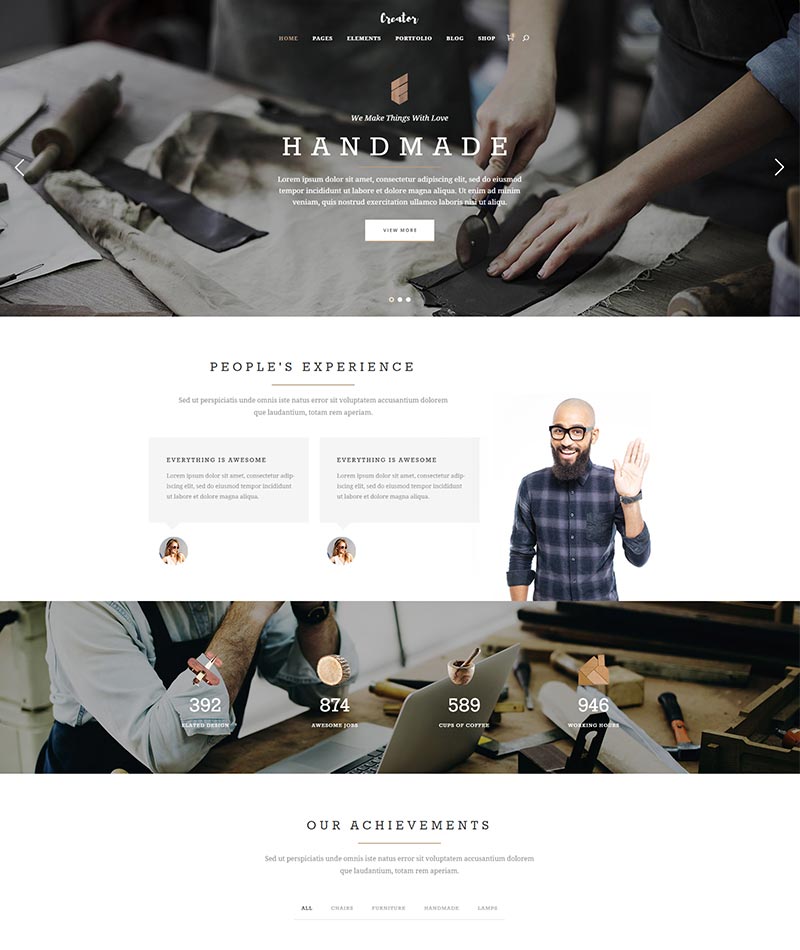 Creator
HOME PAGES ELEMENTS PORTFOLIO BLOG SHOP
We Make Things With Love
HANDMADE
Lorem ipsum dolor sit amet, consectetur adipiscing elit, sed do eiusmod
tempor incididunt ut labore et dolore magna aliqua. Ut enim ad minim
veniam, quis nostrud exercitation ullamco laboris nisi ut aliqu.
VIEW MORE
PEOPLE'S EXPERIENCE
Sed ut perspiciatis unde omnis iste natus error sit voluptatem accusantium dolorem
que laudantium, totam rem aperiam.
EVERYTHING IS AWESOME
Lorem ipsum dolor sit amet, consectetur adip-
iscing elit, sed do eiusmod tempor incididunt
ut labore et dolore magna aliqua.
EVERYTHING IS AWESOME
Lorem ipsum dolor sit amet, consectetur adip-
iscing elit, sed do eiusmod tempor incididunt
ut labore et dolore magna aliqua.
392 874 589 946
ELATED DESIGN AWESOME JOBS CUPS OF COFFEE WORKING HOURS
OUR ACHIEVEMENTS
Sed ut perspiciatis unde omnis iste natus error sit voluptatem accusantium dolorem
que laudantium, totam rem aperiam.
ALL CHAIRS FURNITURE HANDMADE LAMPS